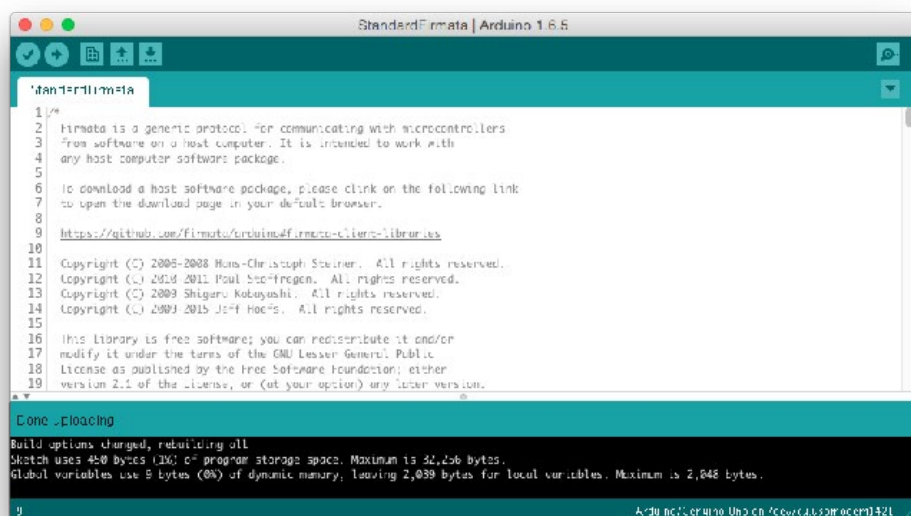 StandardFirmata | Arduino 1.6.5
StandardFirmata
1 /*
2 Firmata is a generic protocol for communicating with microcontrollers
3 from software on a host computer. It is intended to work with
4 any host computer software package.
5
6 To download a host software package, please clink on the following link
7 to open the download page in your default browser.
8
9 https://github.com/firmata/arduino#firmata-client-libraries
10
11 Copyright (C) 2006-2008 Hans-Christoph Steiner. All rights reserved.
12 Copyright (C) 2010-2011 Paul Stoffregen. All rights reserved.
13 Copyright (C) 2009 Shigeru Kobayashi. All rights reserved.
14 Copyright (C) 2009-2015 Jeff Hoefs. All rights reserved.
15
16 This library is free software; you can redistribute it and/or
17 modify it under the terms of the GNU Lesser General Public
18 License as published by the Free Software Foundation; either
19 version 2.1 of the License, or (at your option) any later version.
Done uploading
Build options changed, rebuilding all
Sketch uses 450 bytes (1%) of program storage space. Maximum is 32,256 bytes.
Global variables use 9 bytes (0%) of dynamic memory, leaving 2,039 bytes for local variables. Maximum is 2,048 bytes.
9
Arduino/Genuino Uno on /dev/cu.usbmodem1421